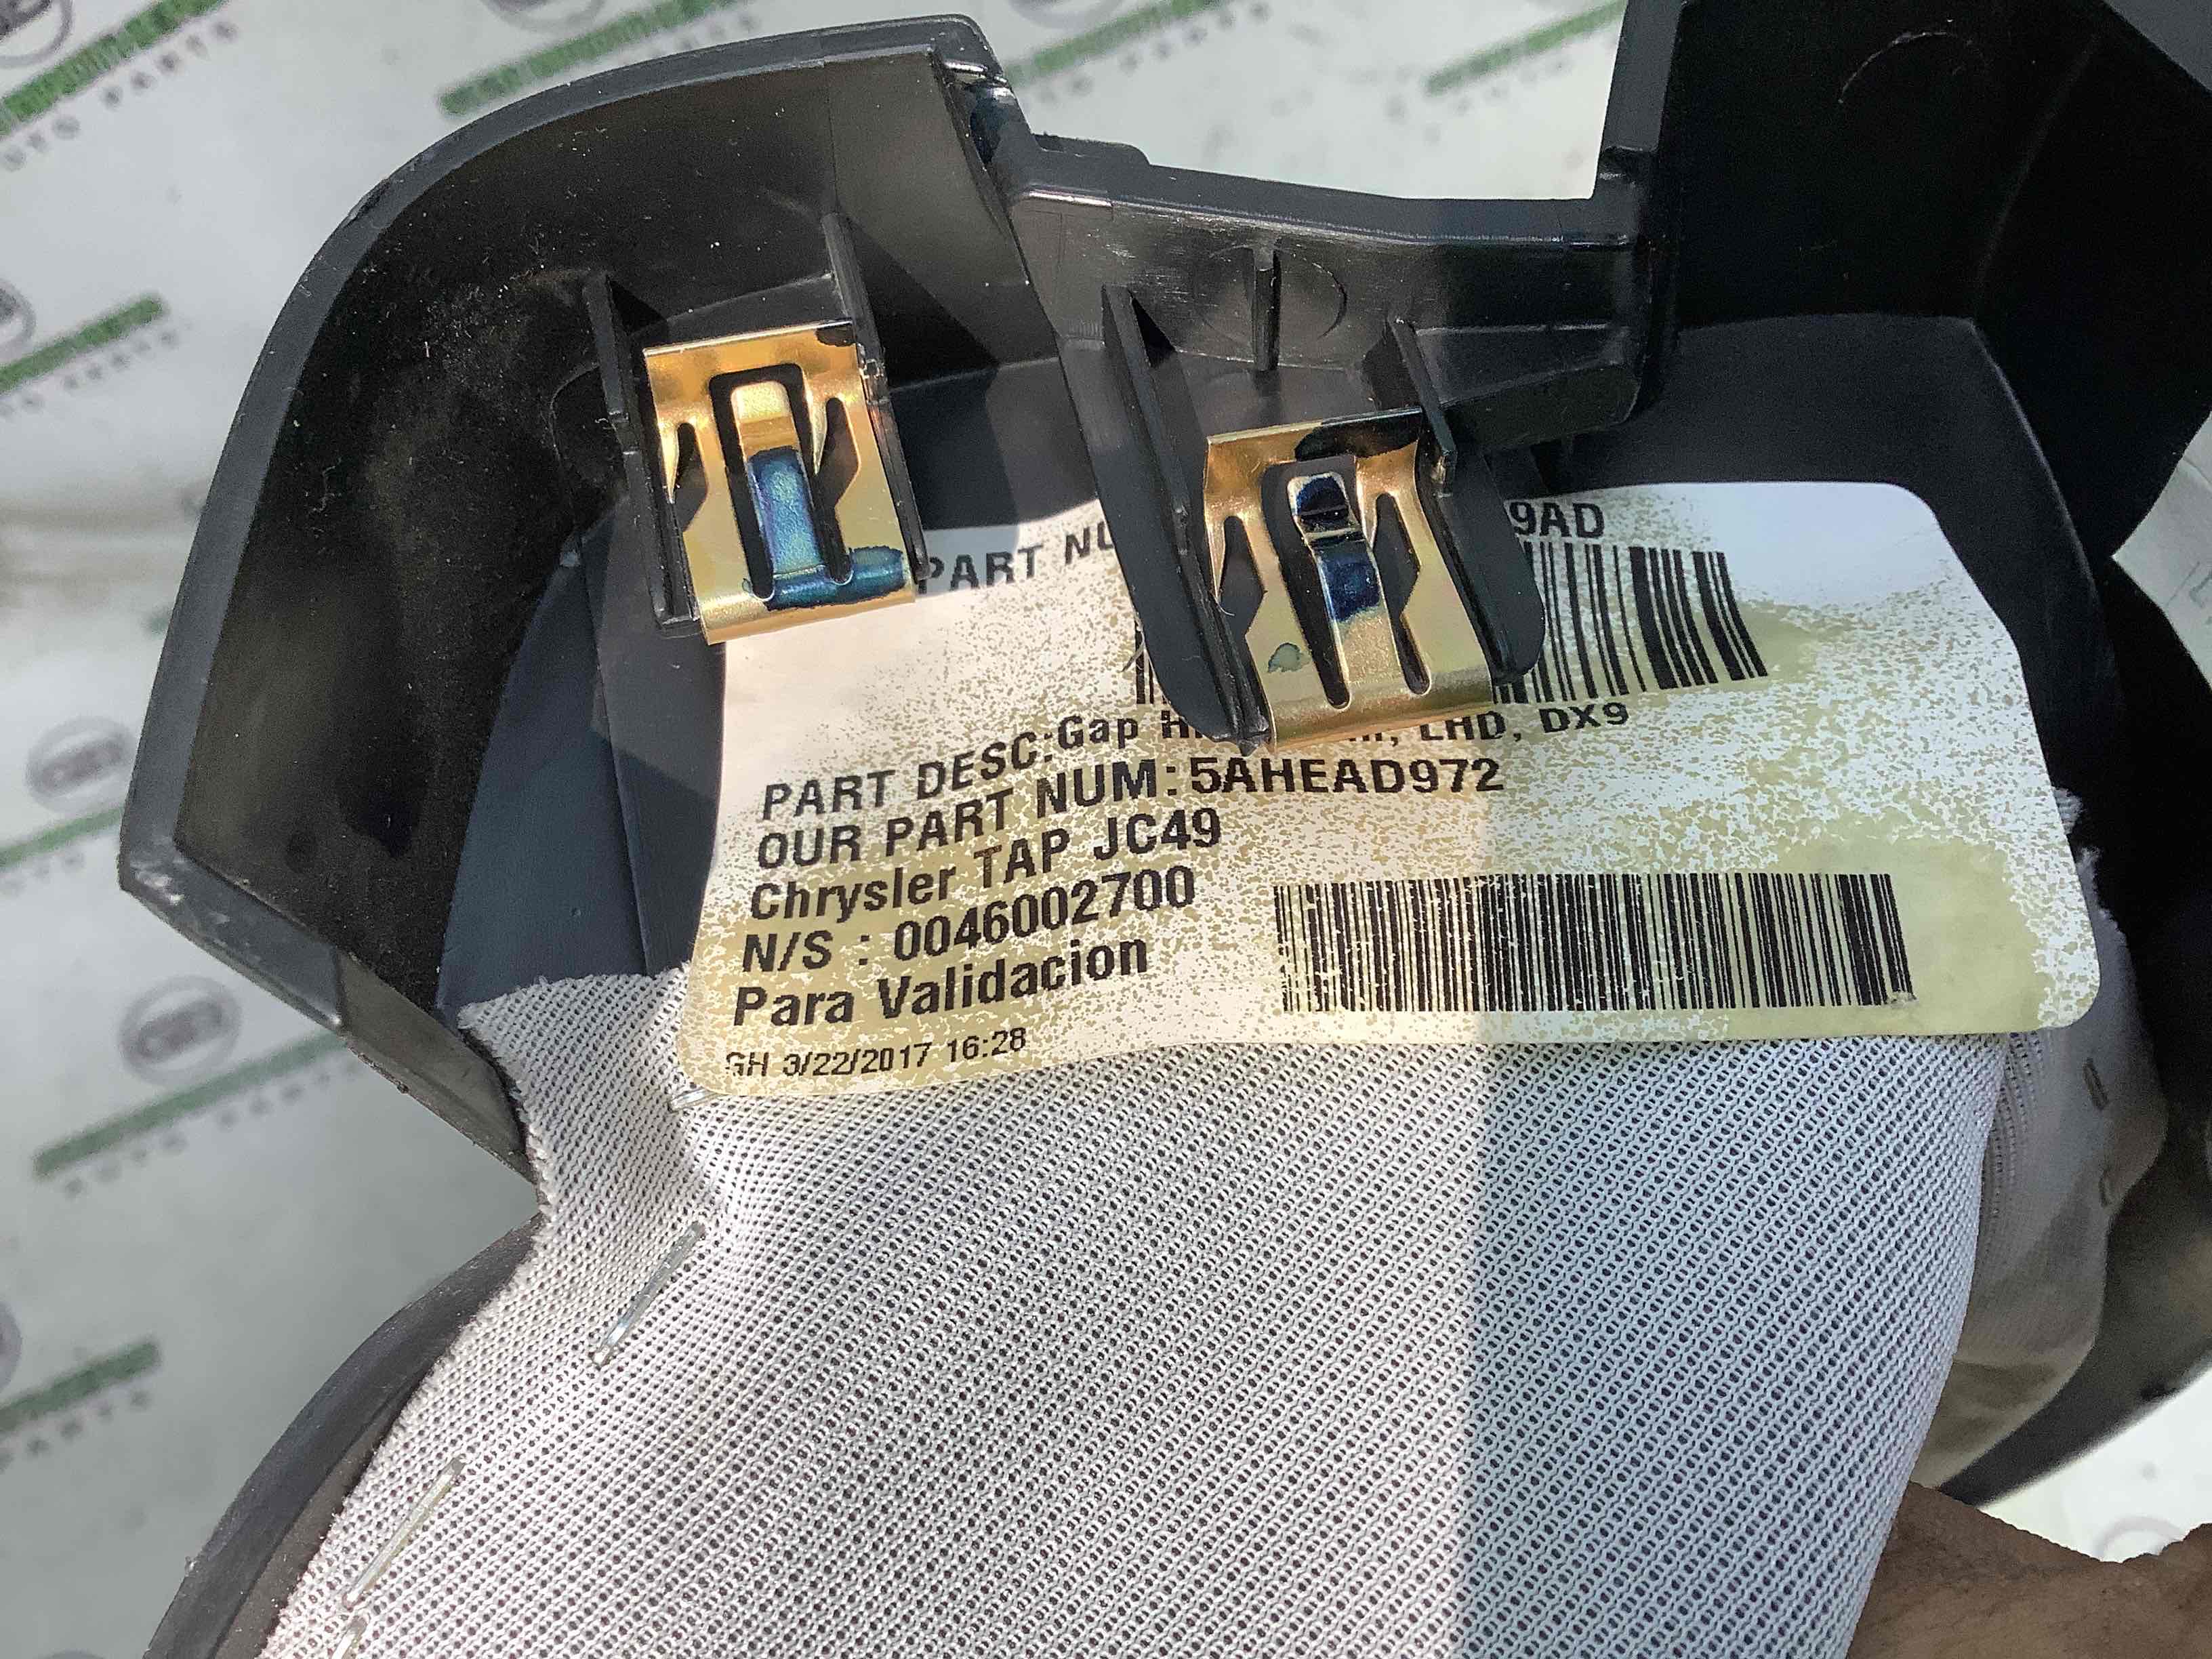 PART NU 9AD
PART DESC:Gap H LHD, DX9
OUR PART NUM: 5AHEAD972
Chrysler TAP JC49
N/S : 0046002700
Para Validacion
GH 3/22/2017 16:28